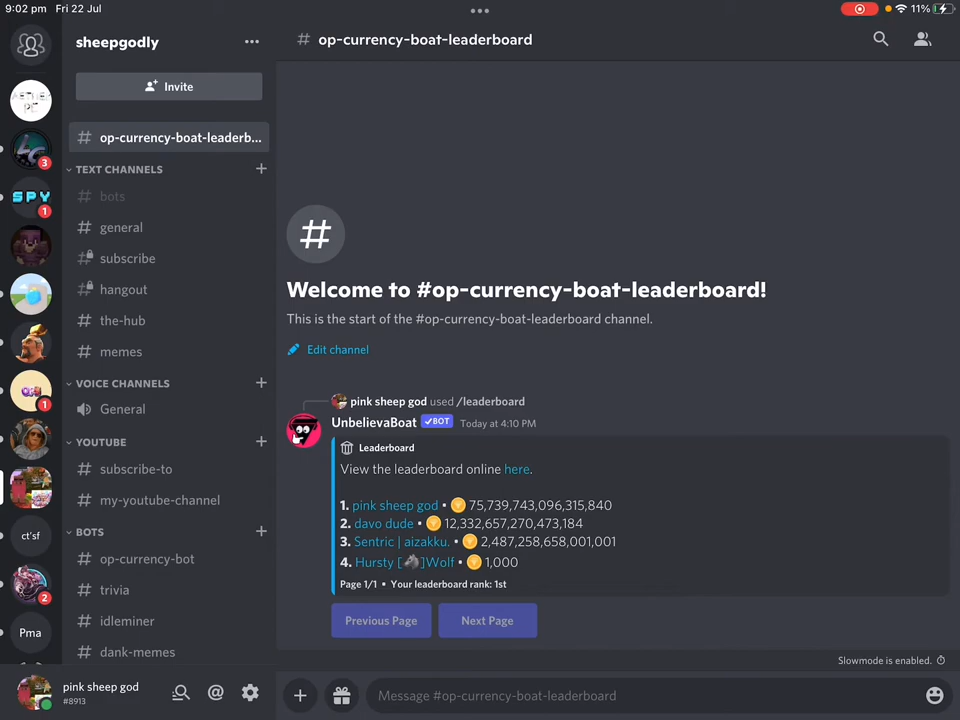 9:02 pm Fri 22 Jul
11%
sheepgodly
Invite
op-currency-boat-leaderb...
TEXT CHANNELS
bots
general
subscribe
hangout
the-hub
memes
VOICE CHANNELS
General
YOUTUBE
subscribe-to
my-youtube-channel
BOTS
op-currency-bot
trivia
idleminer
dank-memes
3
SPY
1
1
ct'sf
2
Pma
pink sheep god
#8913
# op-currency-boat-leaderboard
#
Welcome to #op-currency-boat-leaderboard!
This is the start of the #op-currency-boat-leaderboard channel.
Edit channel
pink sheep god used /leaderboard
UnbelievaBoat ✓BOT Today at 4:10 PM
Leaderboard
View the leaderboard online here.
1. pink sheep god • 75,739,743,096,315,840
2. davo dude • 12,332,657,270,473,184
3. Sentric | aizakku. • 2,487,258,658,001,001
4. Hursty [🐺]Wolf • 1,000
Page 1/1 • Your leaderboard rank: 1st
Previous Page Next Page
Slowmode is enabled.
Message #op-currency-boat-leaderboard